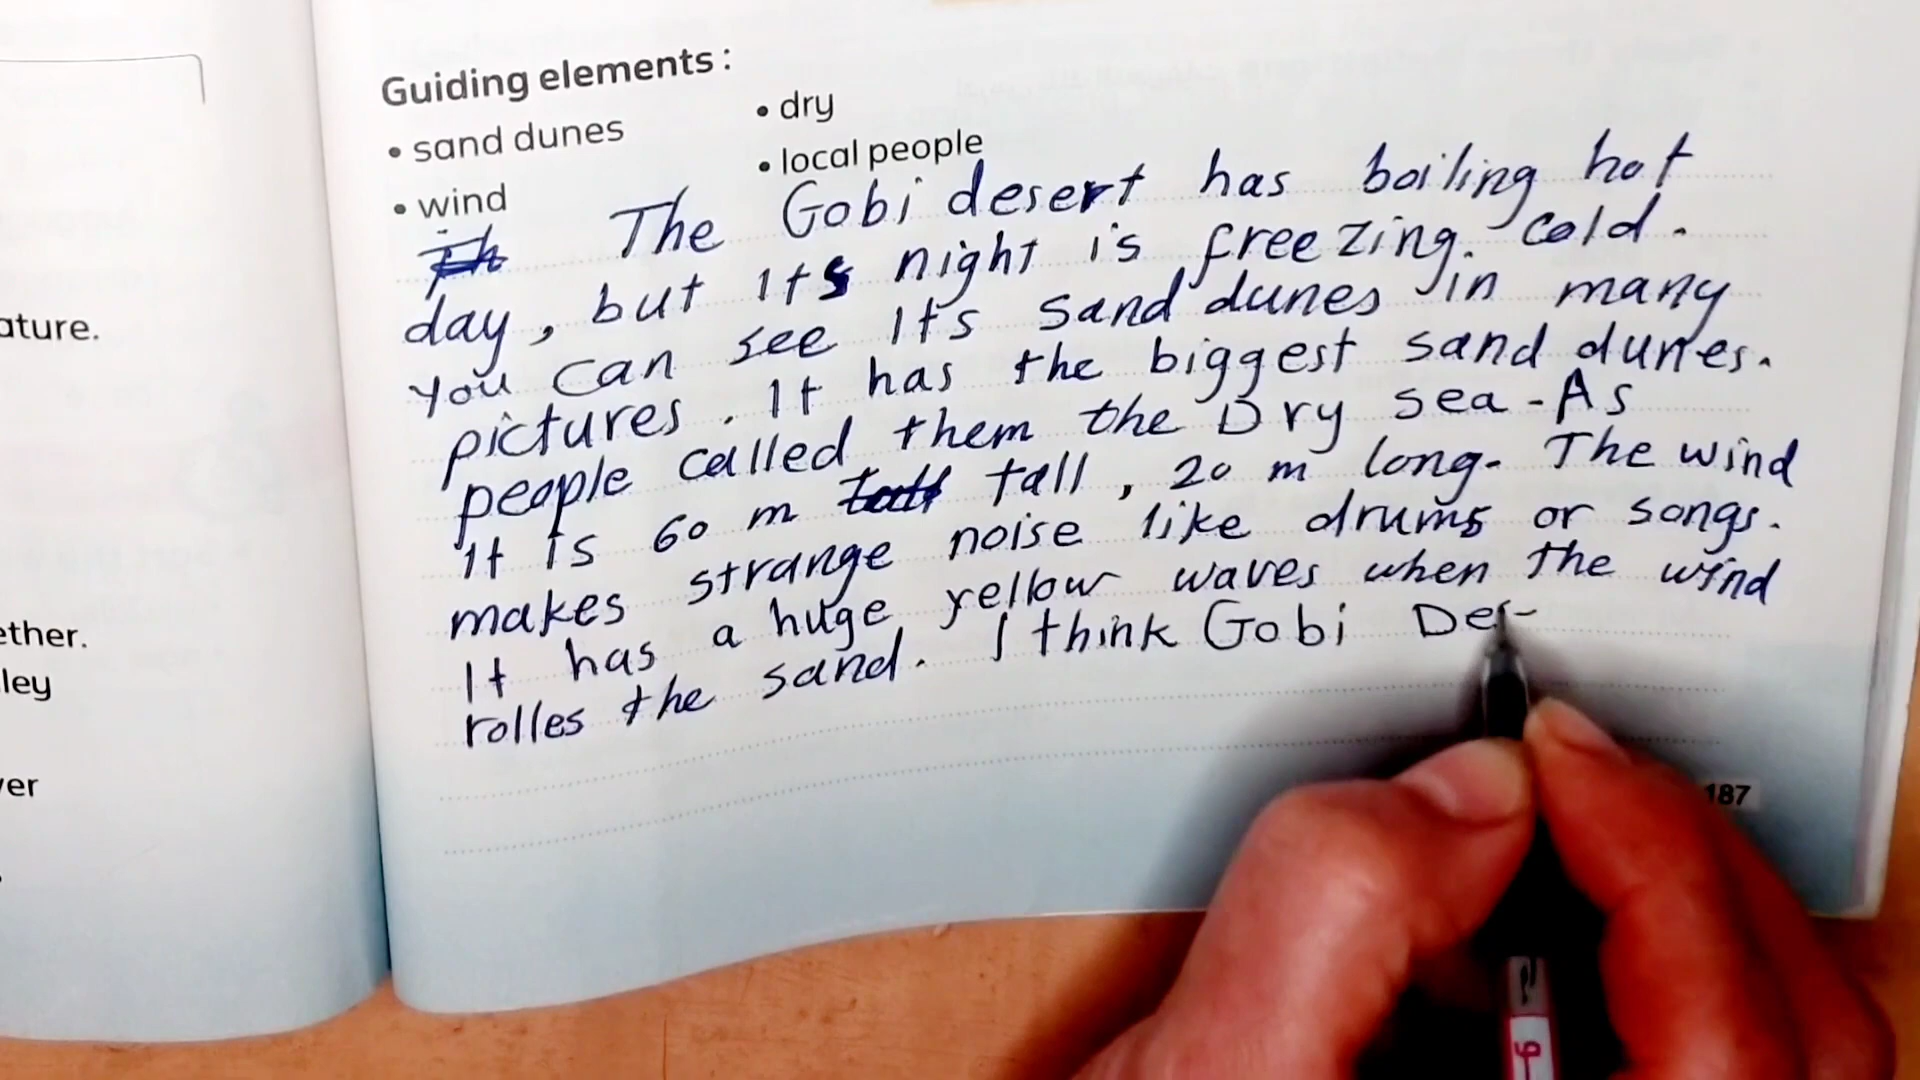 ature.
ether.
ley
er
Guiding elements :
• sand dunes
• dry
• wind
• local people
Th The Gobi desert has boiling hot
day, but Its night is freezing cold.
you can see It's sand dunes in many
pictures. It has the biggest sand dunes.
people called them the Dry sea - As
It is 60 m tall tall, 20 m long. The wind
makes strange noise like drums or songs.
It has a huge yellow waves when the wind
rolles the sand. I think Gobi Des
187